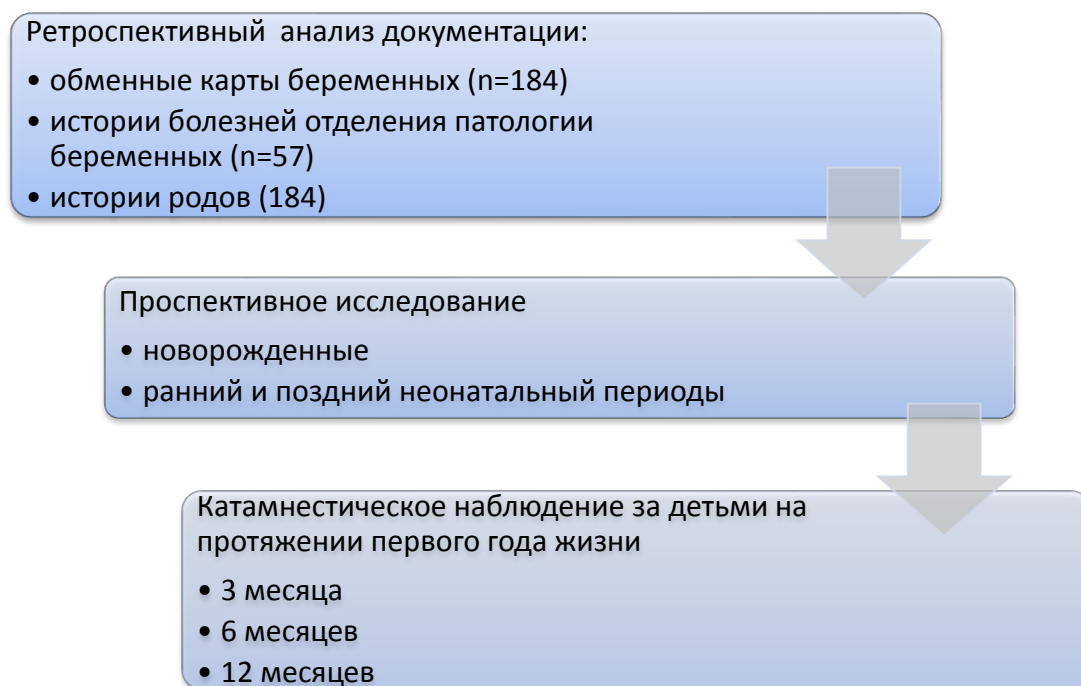 Ретроспективный анализ документации:
• обменные карты беременных (n=184)
• истории болезней отделения патологии
беременных (n=57)
• истории родов (184)
Проспективное исследование
• новорожденные
• ранний и поздний неонатальный периоды
Катамнестическое наблюдение за детьми на
протяжении первого года жизни
• 3 месяца
• 6 месяцев
• 12 месяцев